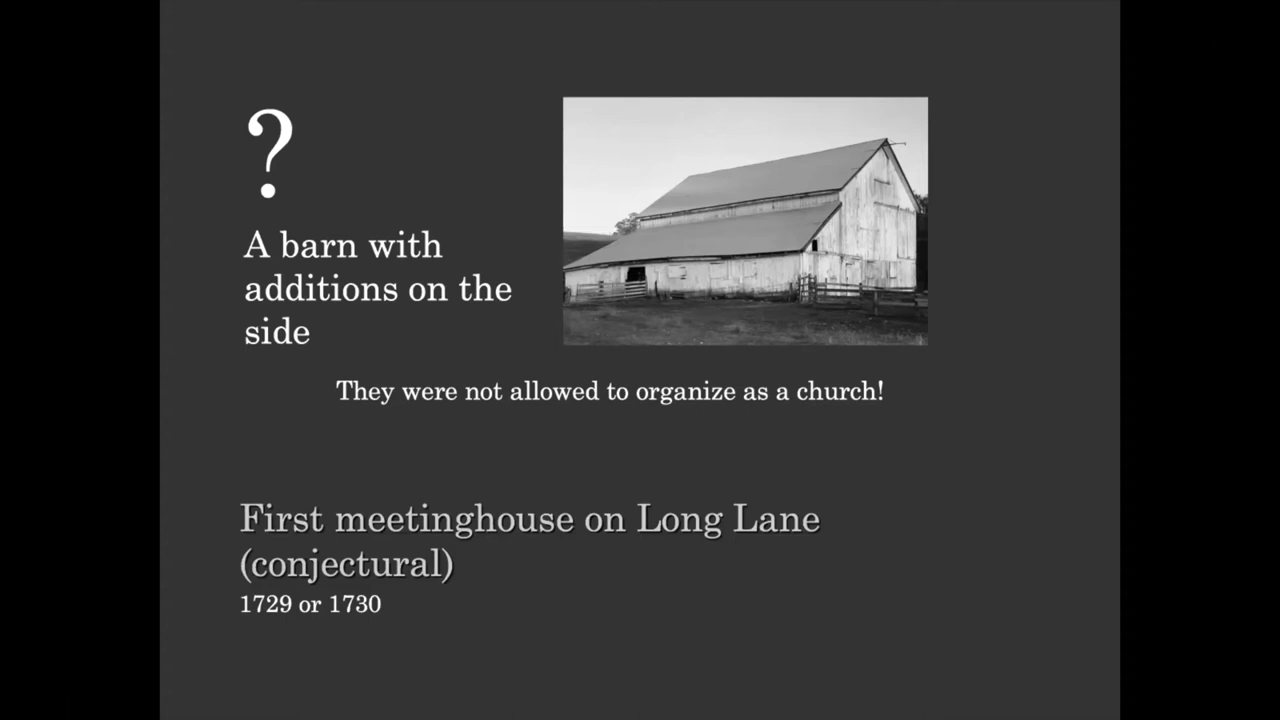 ?
A barn with
additions on the
side
They were not allowed to organize as a church!
First meetinghouse on Long Lane
(conjectural)
1729 or 1730